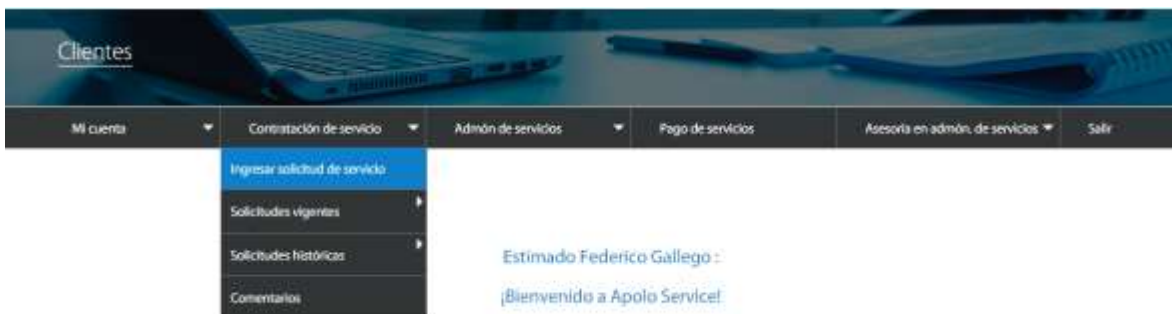 Clientes
Mi cuenta Contratación de servicio Admón de servicios Pago de servicios Asesoría en admón. de servicios Salir
Ingresar solicitud de servicio
Solicitudes vigentes
Solicitudes históricas
Comentarios
Estimado Federico Gallego :
¡Bienvenido a Apolo Service!